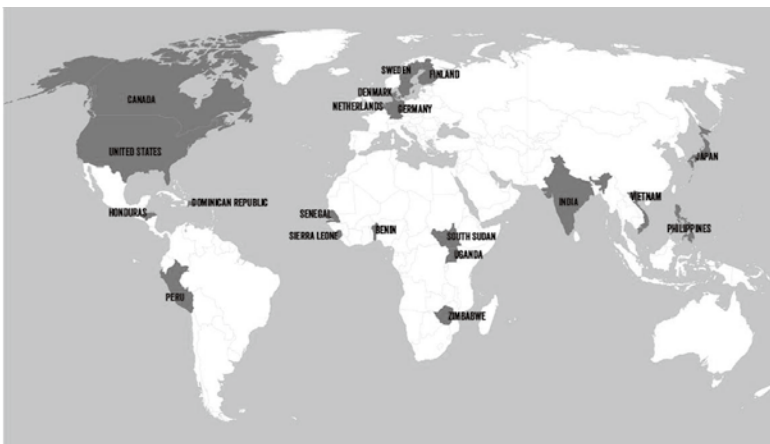 SWEDEN
FINLAND
DENMARK
CANADA
NETHERLANDS
GERMANY
UNITED STATES
JAPAN
DOMINICAN REPUBLIC
INDIA
VIETNAM
HONDURAS
SENEGAL
PHILIPPINES
BENIN
SIERRA LEONE
SOUTH SUDAN
UGANDA
PERU
ZIMBABWE